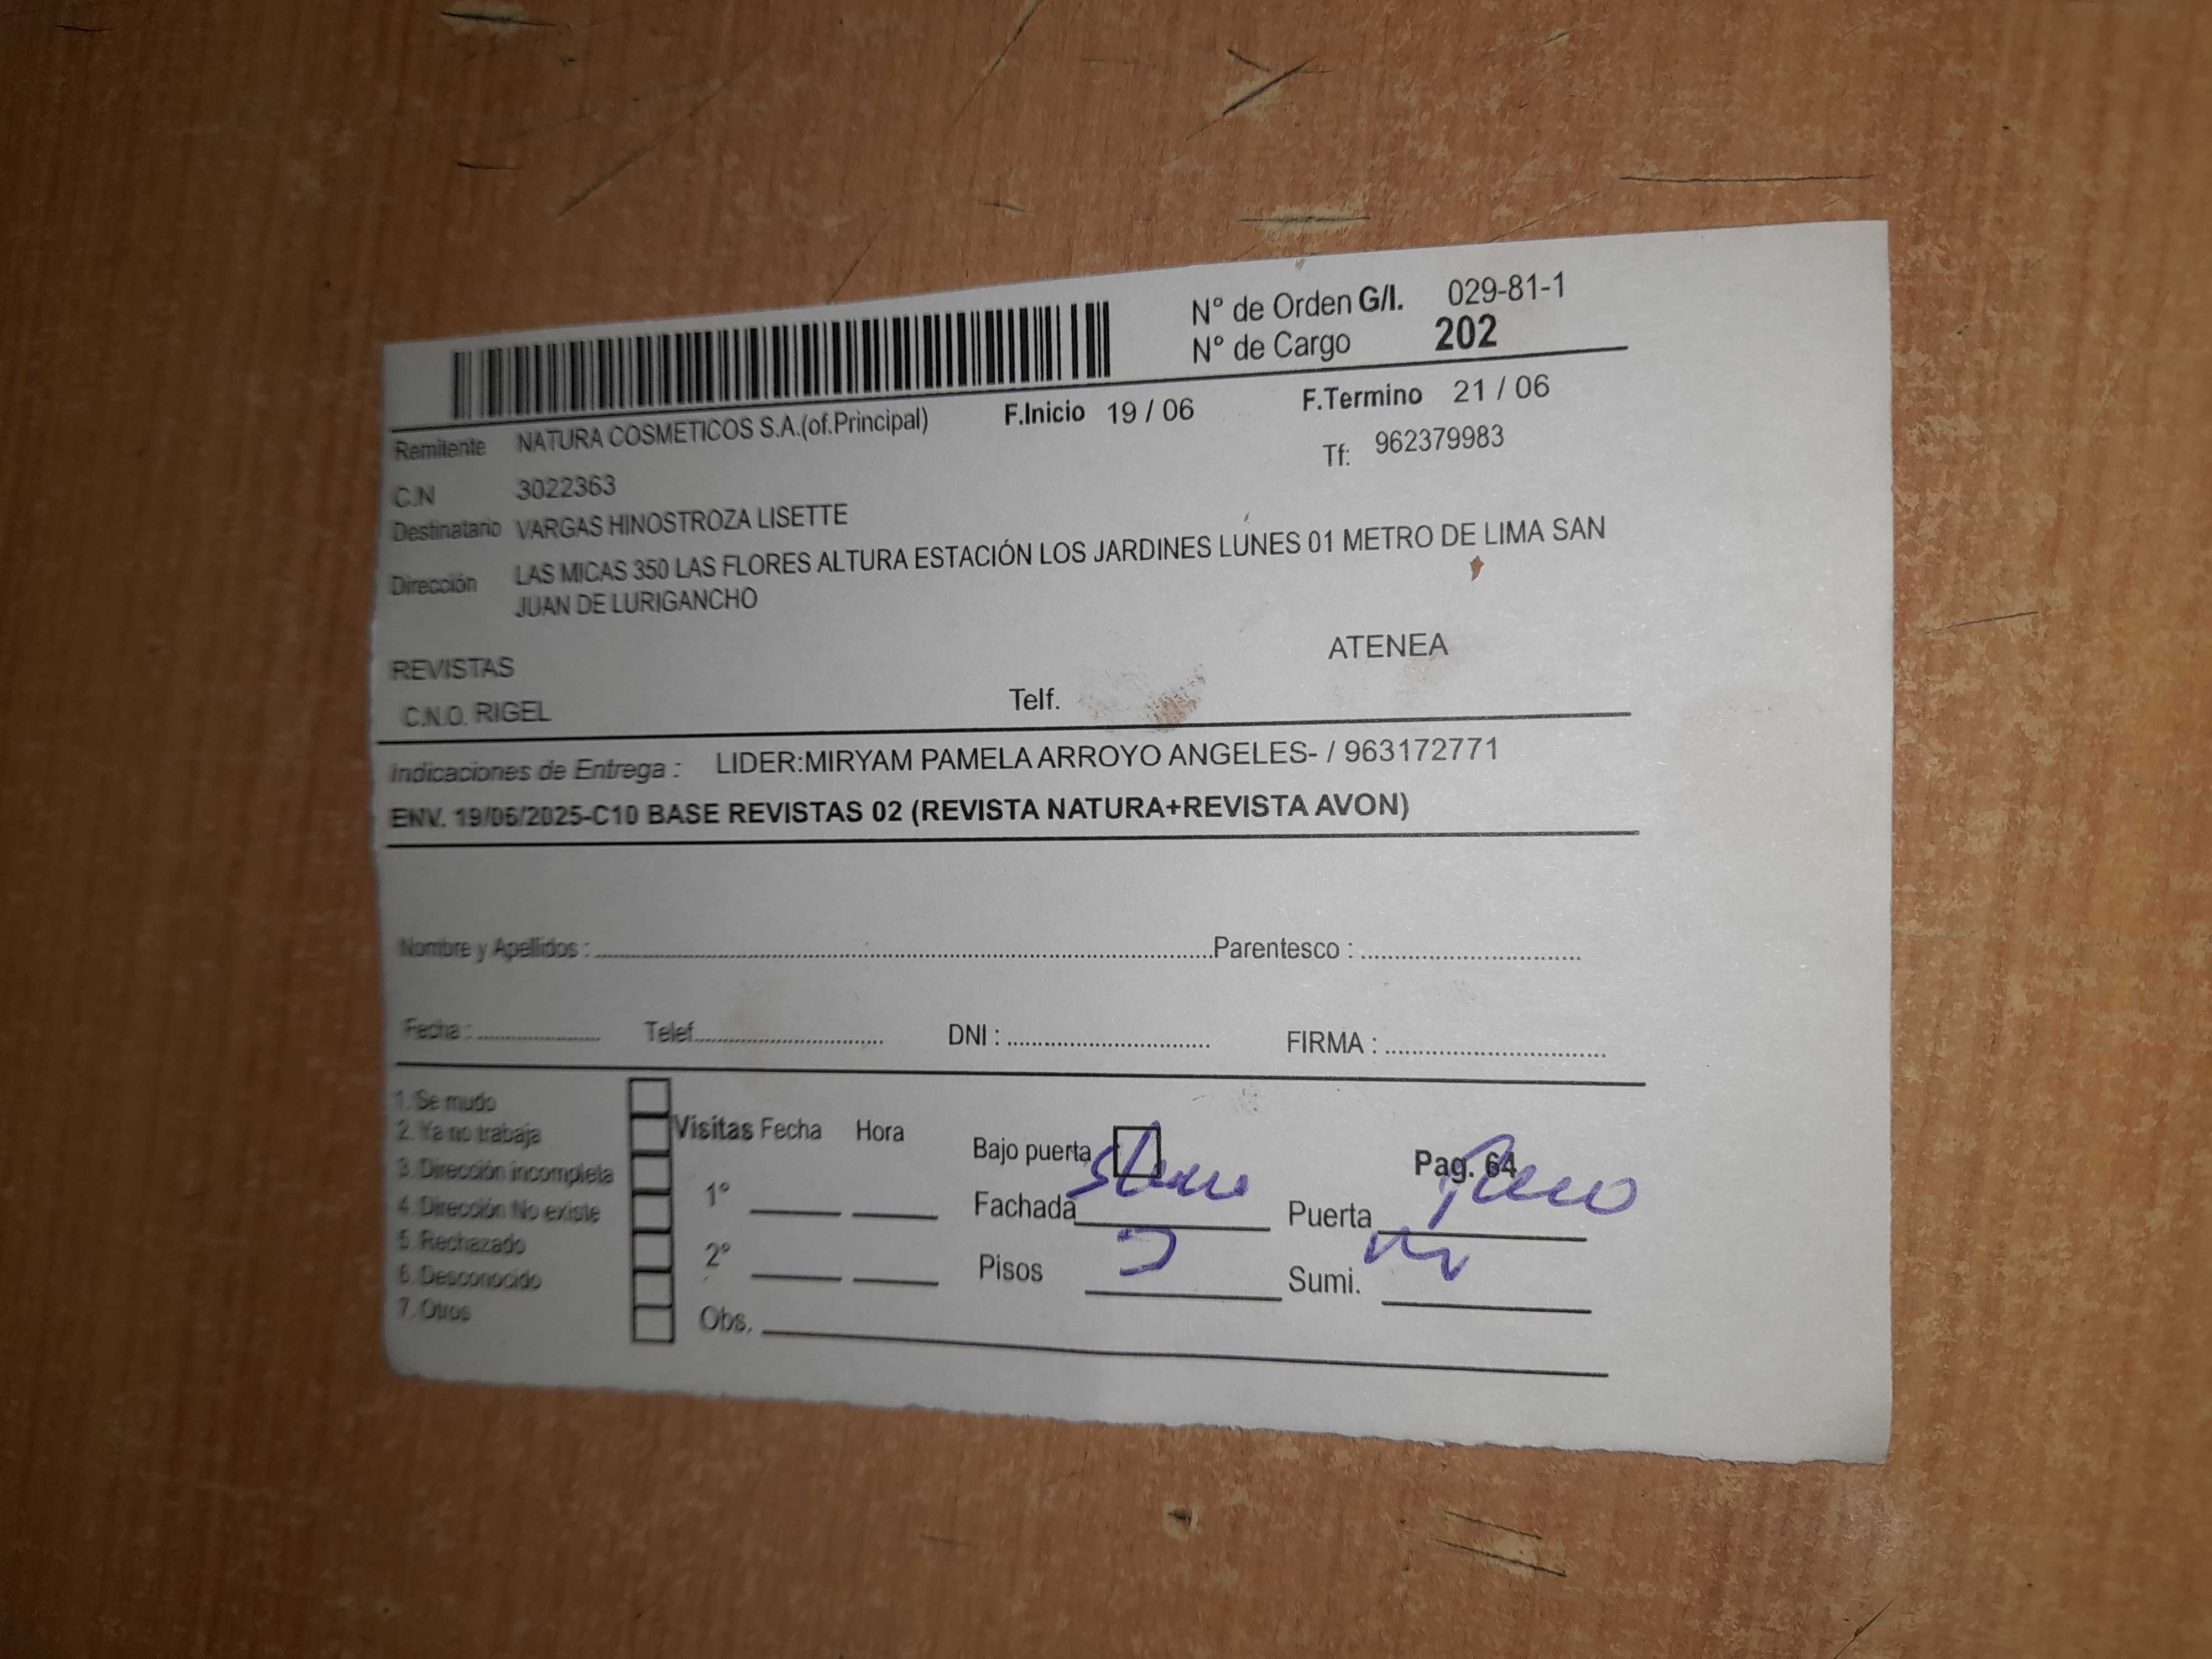 N° de Orden G/I. 029-81-1
N° de Cargo 202
Remitente NATURA COSMETICOS S.A.(of.Principal) F.Inicio 19 / 06 F.Termino 21 / 06
Tf: 962379983
C.N 3022363
Destinatario VARGAS HINOSTROZA LISETTE
Dirección LAS MICAS 350 LAS FLORES ALTURA ESTACIÓN LOS JARDINES LUNES 01 METRO DE LIMA SAN
JUAN DE LURIGANCHO
ATENEA
REVISTAS
C.N.O. RIGEL Telf.
Indicaciones de Entrega : LIDER:MIRYAM PAMELA ARROYO ANGELES- / 963172771
ENV. 19/06/2025-C10 BASE REVISTAS 02 (REVISTA NATURA+REVISTA AVON)
Nombre y Apellidos : Parentesco :
Fecha : Telef. DNI : FIRMA :
1. Se mudo
2. Ya no trabaja
3. Dirección incompleta
4. Dirección No existe
5. Rechazado
6. Desconocido
7. Otros
Visitas Fecha Hora
1°
2°
Obs.
Bajo puerta Pag. 64
Fachada Puerta
Pisos Sumi.